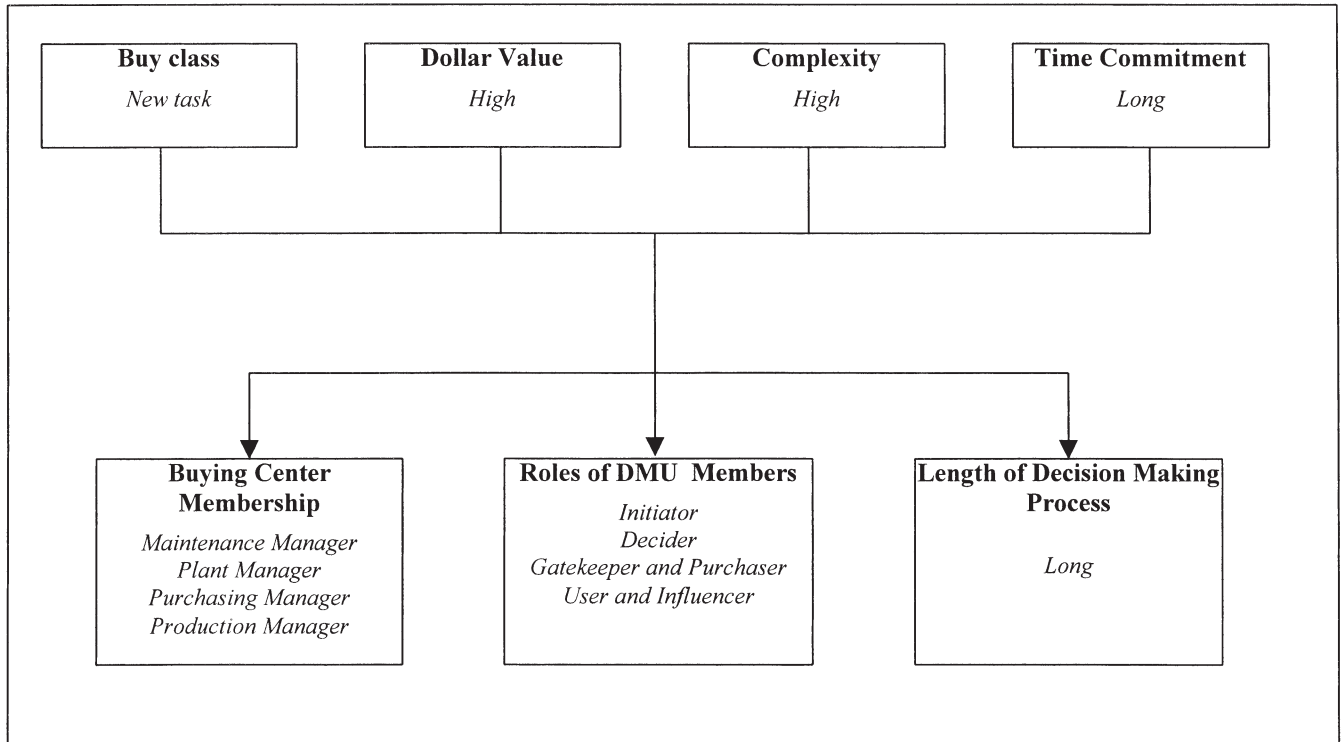 Buy class
New task
Dollar Value
High
Complexity
High
Time Commitment
Long
Buying Center
Membership
Maintenance Manager
Plant Manager
Purchasing Manager
Production Manager
Roles of DMU Members
Initiator
Decider
Gatekeeper and Purchaser
User and Influencer
Length of Decision Making
Process
Long